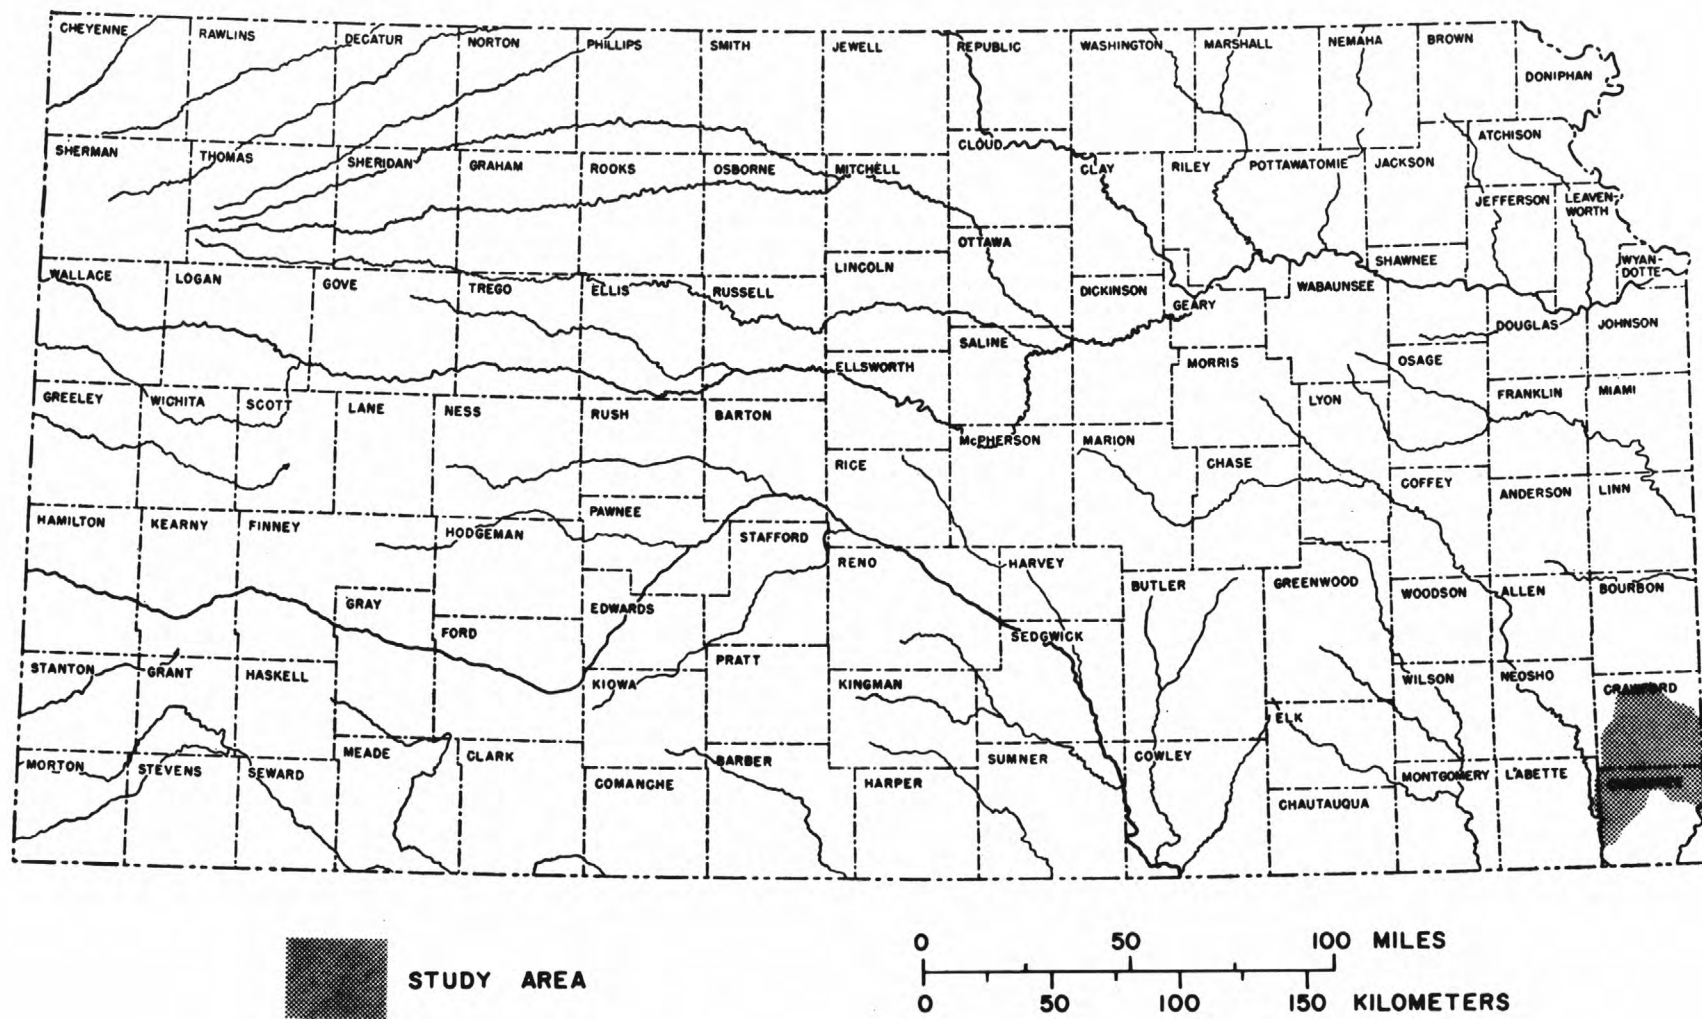 CHEYENNE RAWLINS DECATUR NORTON PHILLIPS SMITH JEWELL REPUBLIC WASHINGTON MARSHALL NEMAHA BROWN
DONIPHAN
SHERMAN THOMAS SHERIDAN GRAHAM ROOKS OSBORNE MITCHELL CLOUD CLAY RILEY POTTAWATOMIE JACKSON ATCHISON
JEFFERSON LEAVEN-
WORTH
WALLACE LOGAN GOVE TREGO ELLIS RUSSELL LINCOLN OTTAWA DICKINSON GEARY WABAUNSEE SHAWNEE WYAN-
DOTTE
DOUGLAS JOHNSON
ELLSWORTH SALINE MORRIS OSAGE
GREELEY WICHITA SCOTT LANE NESS RUSH BARTON McPHERSON MARION LYON FRANKLIN MIAMI
RICE CHASE
HAMILTON KEARNY FINNEY HODGEMAN PAWNEE STAFFORD COFFEY ANDERSON LINN
RENO HARVEY BUTLER GREENWOOD
GRAY EDWARDS WOODSON ALLEN BOURBON
FORD SEDGWICK
STANTON GRANT HASKELL KIOWA PRATT KINGMAN WILSON NEOSHO CRAWFORD
ELK
MORTON STEVENS SEWARD MEADE CLARK COMANCHE BARBER HARPER SUMNER COWLEY MONTGOMERY LABETTE
CHAUTAUQUA
0 50 100 MILES
STUDY AREA
0 50 100 150 KILOMETERS